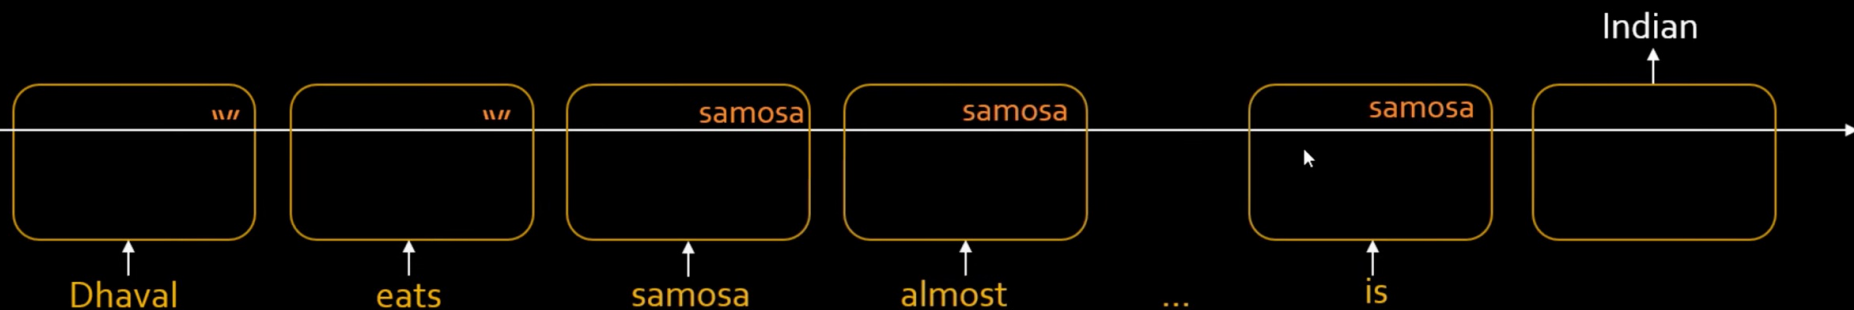 Indian
"" "" samosa samosa samosa
Dhaval eats samosa almost ... is